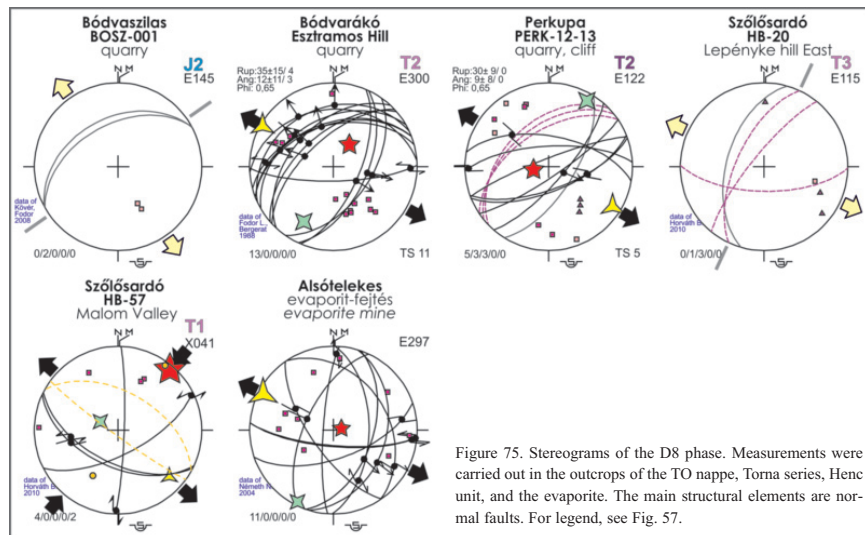 Bódvaszilas
BOSZ-001
quarry
N M
J2
E145
data of
Kövér,
Fodor
2008
0/2/0/0/0
5
Bódvarákó
Esztramos Hill
quarry
Rup:35±15/ 4
Ang:12±11/ 3
Phi: 0,65
N M
T2
E300
data of
Fodor L.,
Bergerat
1988
13/0/0/0/0
5
TS 11
Perkupa
PERK-12-13
quarry, cliff
Rup:30± 9/ 0
Ang: 9± 8/ 0
Phi: 0,65
N M
T2
E122
5/3/3/0/0
5
TS 5
Szőlősardó
HB-20
Lepényke hill East
N M
T3
E115
data of
Horváth B.
2010
0/1/3/0/0
5
Szőlősardó
HB-57
Malom Valley
N M
T1
X041
data of
Horváth B.
2010
4/0/0/0/2
5
Alsótelekes
evaporit-fejtés
evaporite mine
N M
E297
data of
Németh N.
2004
11/0/0/0/0
5
Figure 75. Stereograms of the D8 phase. Measurements were
carried out in the outcrops of the TO nappe, Torna series, Henc
unit, and the evaporite. The main structural elements are nor-
mal faults. For legend, see Fig. 57.